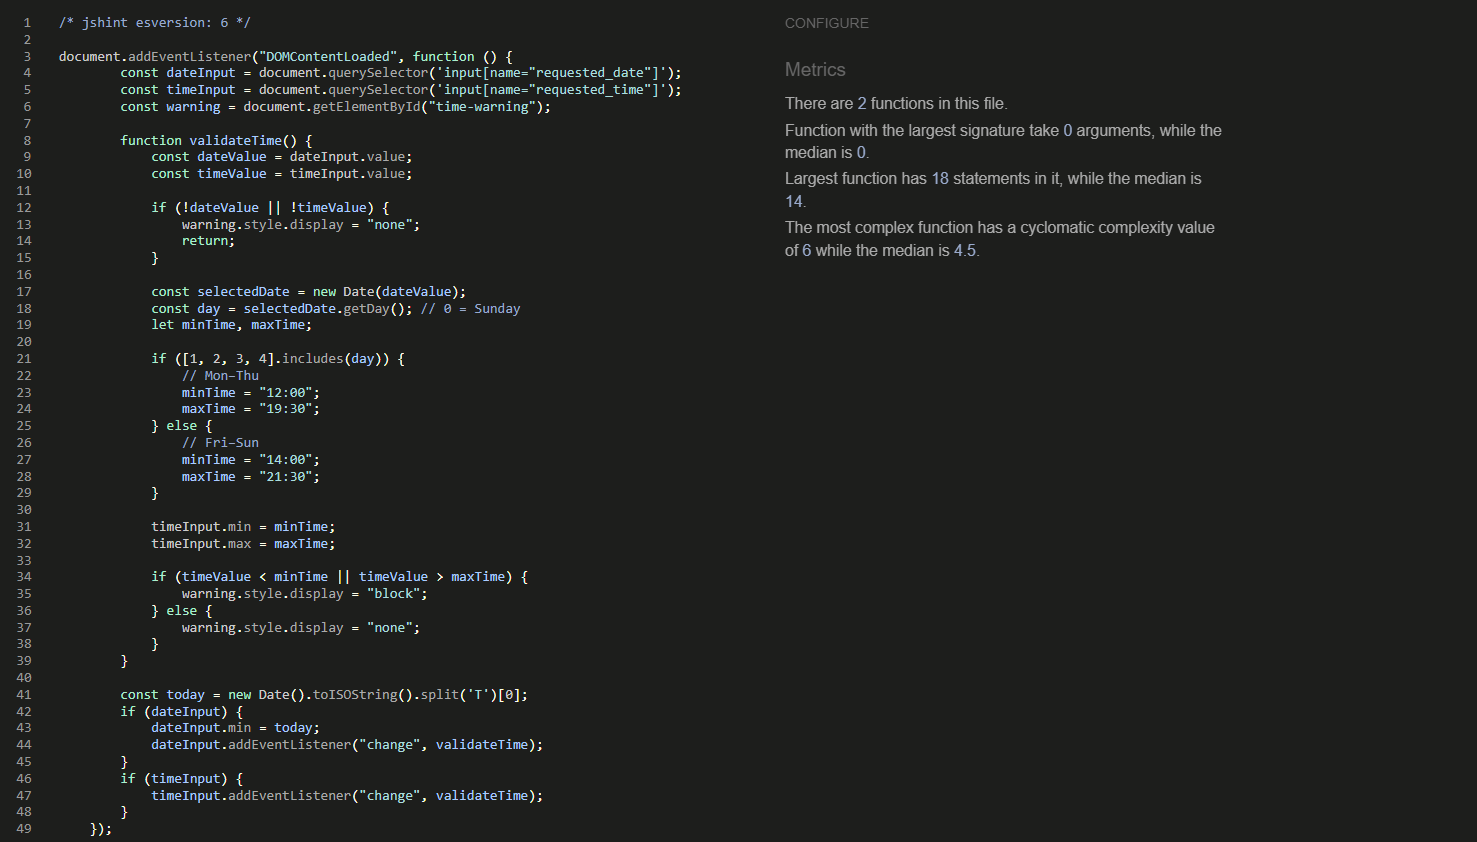 1 /* jshint esversion: 6 */
2
3 document.addEventListener("DOMContentLoaded", function () {
4 const dateInput = document.querySelector('input[name="requested_date"]');
5 const timeInput = document.querySelector('input[name="requested_time"]');
6 const warning = document.getElementById("time-warning");
7
8 function validateTime() {
9 const dateValue = dateInput.value;
10 const timeValue = timeInput.value;
11
12 if (!dateValue || !timeValue) {
13 warning.style.display = "none";
14 return;
15 }
16
17 const selectedDate = new Date(dateValue);
18 const day = selectedDate.getDay(); // 0 = Sunday
19 let minTime, maxTime;
20
21 if ([1, 2, 3, 4].includes(day)) {
22 // Mon–Thu
23 minTime = "12:00";
24 maxTime = "19:30";
25 } else {
26 // Fri–Sun
27 minTime = "14:00";
28 maxTime = "21:30";
29 }
30
31 timeInput.min = minTime;
32 timeInput.max = maxTime;
33
34 if (timeValue < minTime || timeValue > maxTime) {
35 warning.style.display = "block";
36 } else {
37 warning.style.display = "none";
38 }
39 }
40
41 const today = new Date().toISOString().split('T')[0];
42 if (dateInput) {
43 dateInput.min = today;
44 dateInput.addEventListener("change", validateTime);
45 }
46 if (timeInput) {
47 timeInput.addEventListener("change", validateTime);
48 }
49 });
CONFIGURE
Metrics
There are 2 functions in this file.
Function with the largest signature take 0 arguments, while the
median is 0.
Largest function has 18 statements in it, while the median is
14.
The most complex function has a cyclomatic complexity value
of 6 while the median is 4.5.